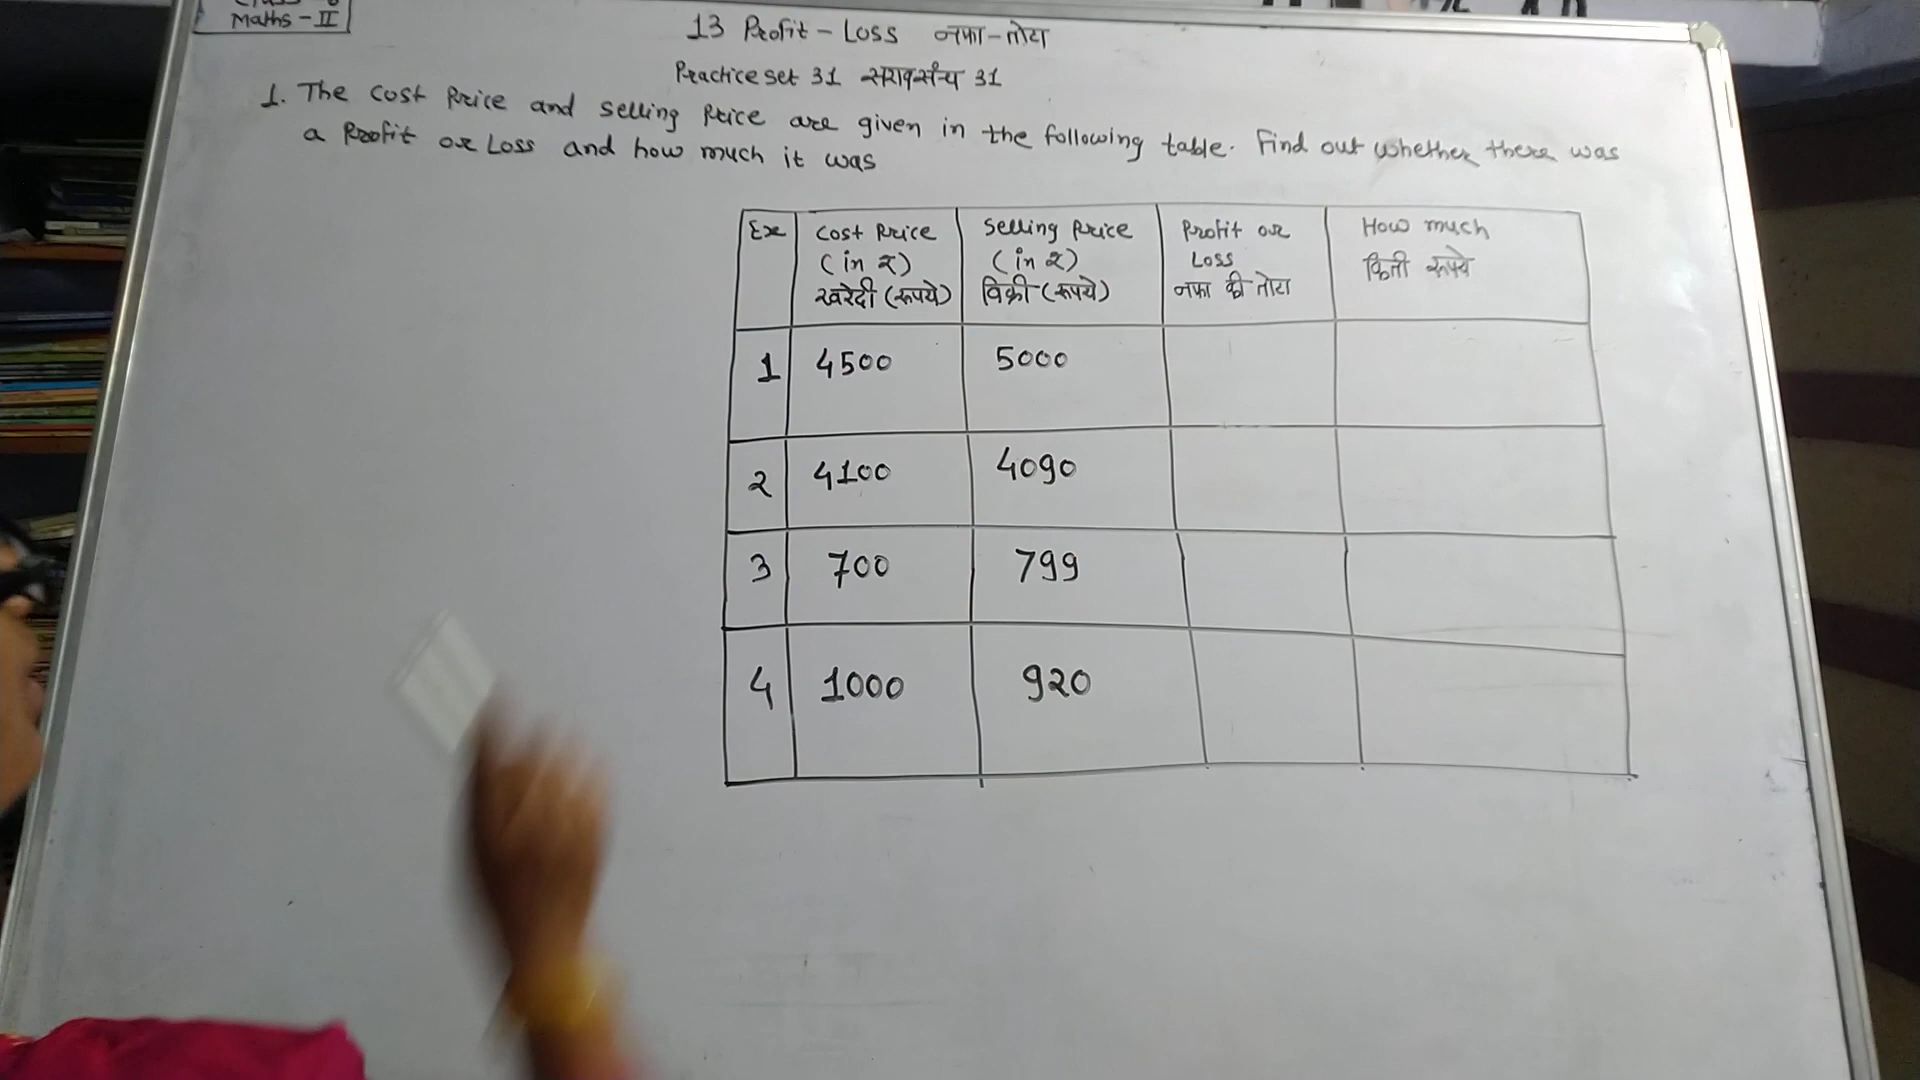 Maths - II
13 Profit - Loss नफा - तोटा
Practice set 31 सरावसंच 31
1. The cost price and selling price are given in the following table. Find out whether there was
a Profit or Loss and how much it was
Ex
Cost price
(in ₹)
खरेदी (रूपये)
Selling price
(in ₹)
विक्री (रूपये)
Profit or
Loss
नफा की तोटा
How much
किती रूपये
1 4500 5000
2 4100 4090
3 700 799
4 1000 920